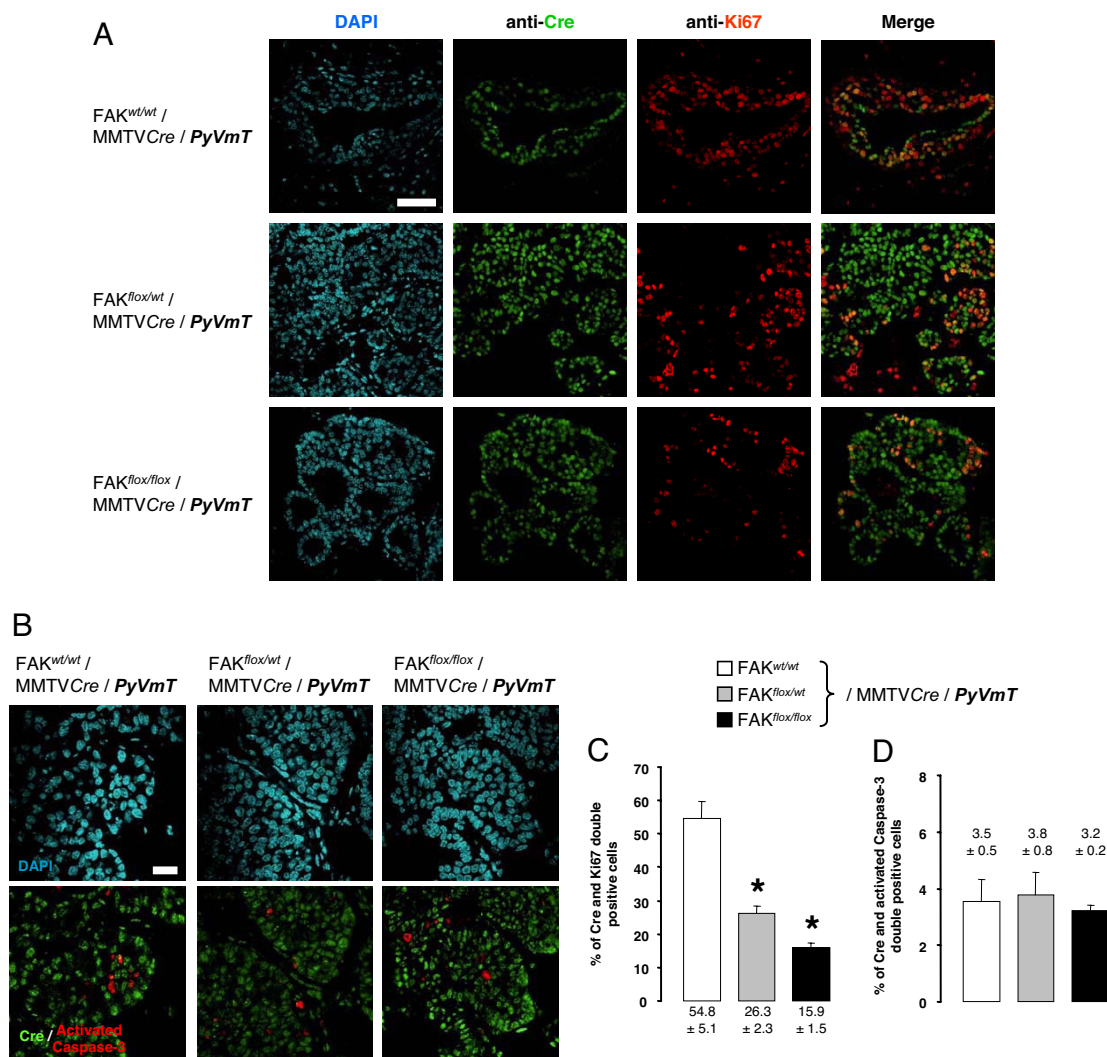 A
DAPI
anti-Cre
anti-Ki67
Merge
FAKwt/wt /
MMTVCre / PyVmT
FAKflox/wt /
MMTVCre / PyVmT
FAKflox/flox /
MMTVCre / PyVmT
B
FAKwt/wt /
MMTVCre / PyVmT
FAKflox/wt /
MMTVCre / PyVmT
FAKflox/flox /
MMTVCre / PyVmT
DAPI
Cre / Activated
Caspase-3
FAKwt/wt
FAKflox/wt
FAKflox/flox
/ MMTVCre / PyVmT
C
% of Cre and Ki67 double
positive cells
70
60
50
40
30
20
10
0
*
*
54.8
± 5.1
26.3
± 2.3
15.9
± 1.5
D
% of Cre and activated Caspase-3
double positive cells
8
6
4
2
0
3.5
± 0.5
3.8
± 0.8
3.2
± 0.2